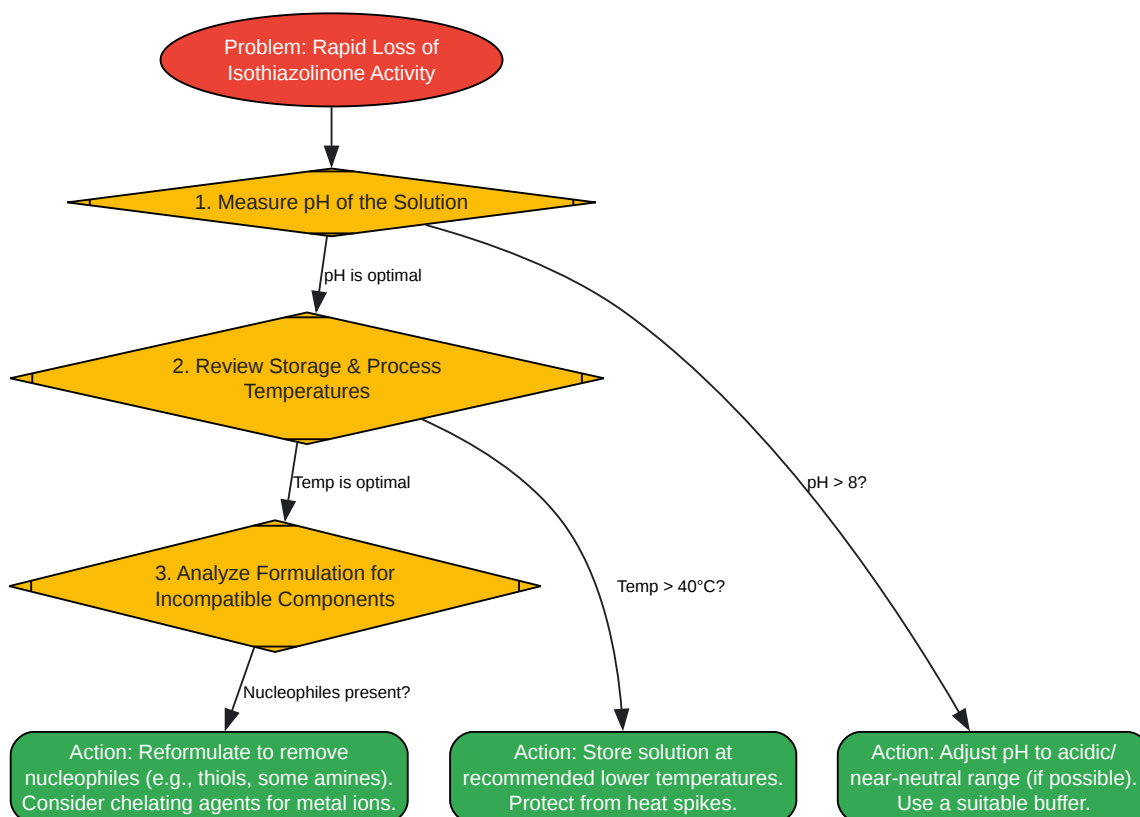 Problem: Rapid Loss of
Isothiazolinone Activity
1. Measure pH of the Solution
pH is optimal
2. Review Storage & Process
Temperatures
Temp is optimal
pH > 8?
3. Analyze Formulation for
Incompatible Components
Temp > 40°C?
Nucleophiles present?
Action: Reformulate to remove
nucleophiles (e.g., thiols, some amines).
Consider chelating agents for metal ions.
Action: Store solution at
recommended lower temperatures.
Protect from heat spikes.
Action: Adjust pH to acidic/
near-neutral range (if possible).
Use a suitable buffer.